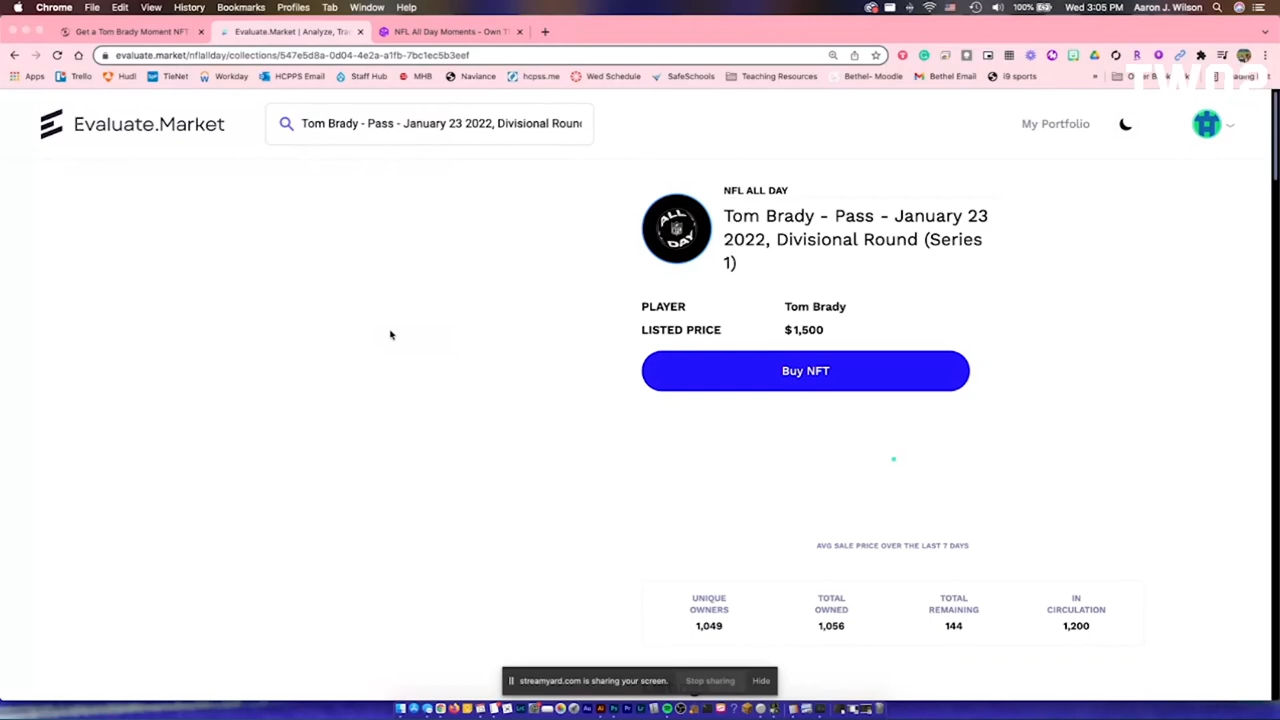 Chrome File Edit View History Bookmarks Profiles Tab Window Help
100% Wed 3:05 PM Aaron J. Wilson
Get a Tom Brady Moment NFT
Evaluate.Market | Analyze, Tra
NFL All Day Moments - Own T
evaluate.market/nflallday/collections/547e5d8a-0d04-4e2a-a1fb-7bc1ec5b3eef
Apps Trello Hudl TieNet Workday HCPPS Email Staff Hub MHB Naviance hcpss.me Wed Schedule SafeSchools Teaching Resources Bethel- Moodle Bethel Email i9 sports »
Evaluate.Market
Tom Brady - Pass - January 23 2022, Divisional Round
My Portfolio
NFL ALL DAY
ALL
DAY
Tom Brady - Pass - January 23
2022, Divisional Round (Series
1)
PLAYER Tom Brady
LISTED PRICE $1,500
Buy NFT
AVG SALE PRICE OVER THE LAST 7 DAYS
UNIQUE OWNERS
1,049
TOTAL OWNED
1,056
TOTAL REMAINING
144
IN CIRCULATION
1,200
streamyard.com is sharing your screen. Stop sharing Hide